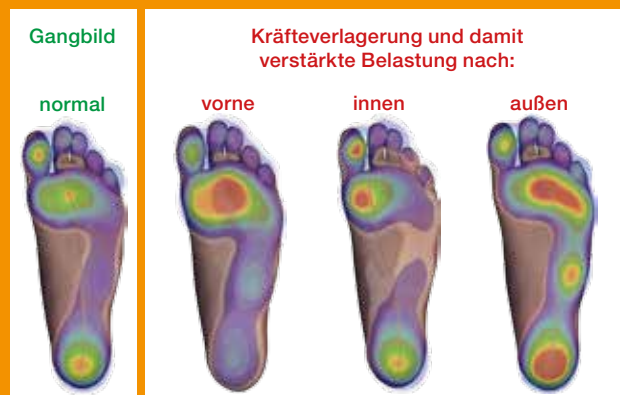 Gangbild
normal
Kräfteverlagerung und damit
verstärkte Belastung nach:
vorne
innen
außen